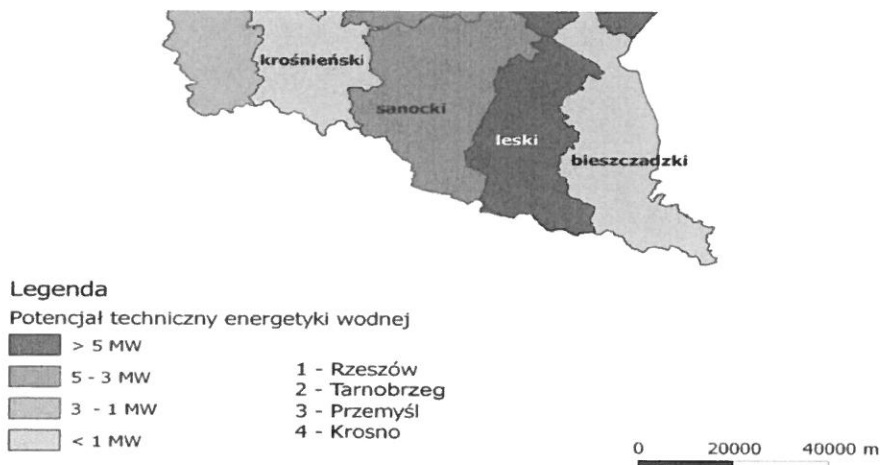 krośnieński
sanocki
leski
bieszczadzki
Legenda
Potencjał techniczny energetyki wodnej
> 5 MW
5 - 3 MW
3 - 1 MW
< 1 MW
1 - Rzeszów
2 - Tarnobrzeg
3 - Przemyśl
4 - Krosno
0 20000 40000 m